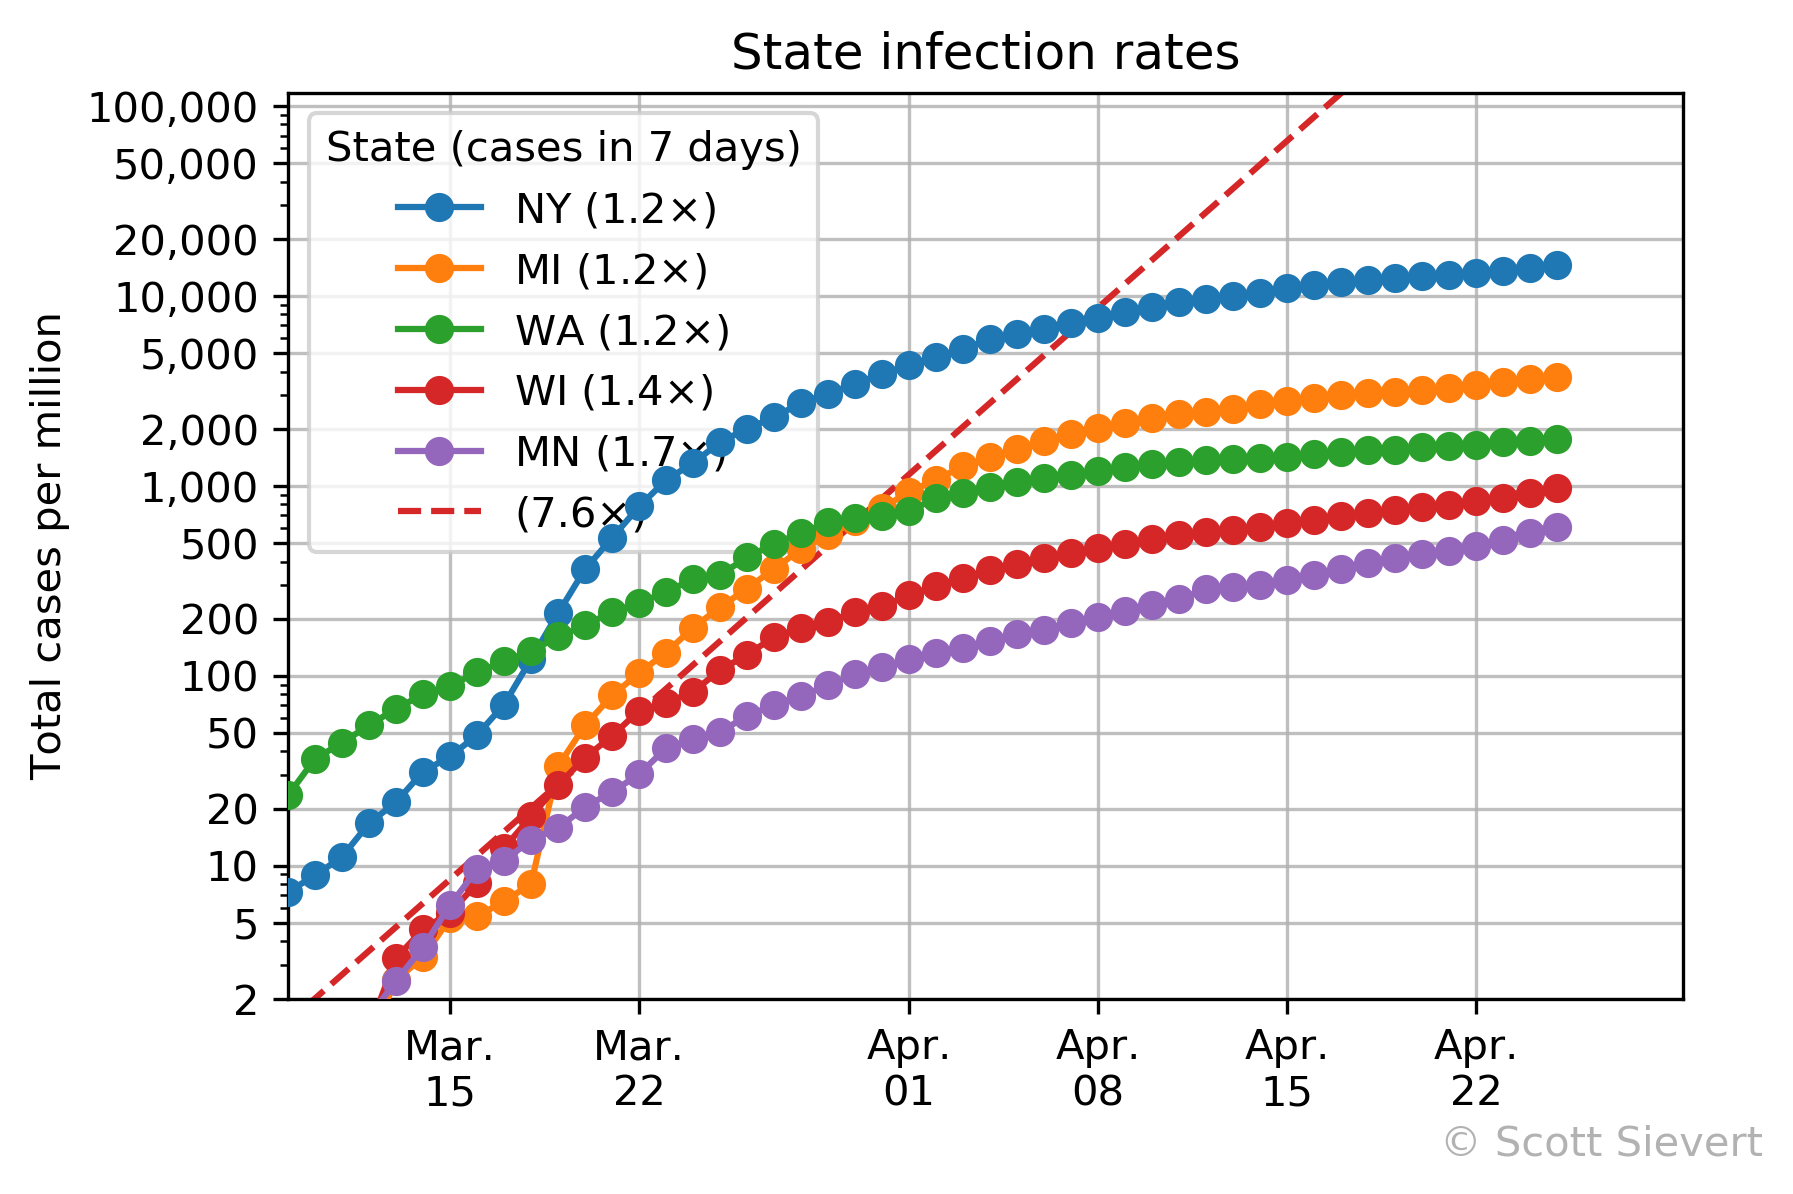 State infection rates
100,000
50,000
20,000
10,000
5,000
2,000
1,000
500
200
100
50
20
10
5
2
Total cases per million
State (cases in 7 days)
NY (1.2×)
MI (1.2×)
WA (1.2×)
WI (1.4×)
MN (1.7×)
(7.6×)
Mar.
15
Mar.
22
Apr.
01
Apr.
08
Apr.
15
Apr.
22
© Scott Sievert